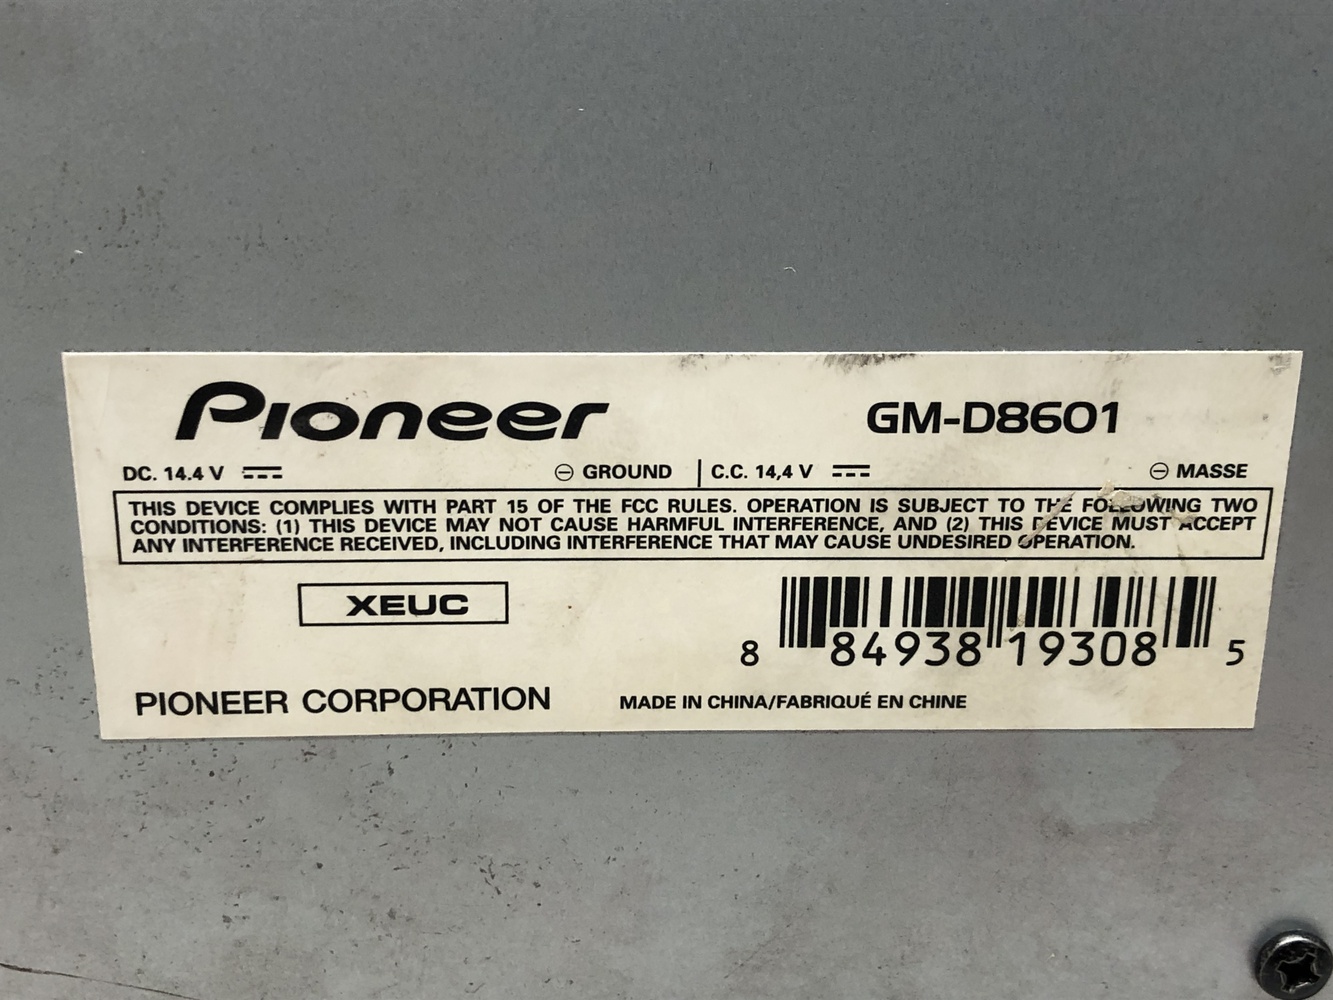 Pioneer GM-D8601
DC. 14.4 V ⎓ ⊖ GROUND | C.C. 14,4 V ⎓ ⊖ MASSE
THIS DEVICE COMPLIES WITH PART 15 OF THE FCC RULES. OPERATION IS SUBJECT TO THE FOLLOWING TWO
CONDITIONS: (1) THIS DEVICE MAY NOT CAUSE HARMFUL INTERFERENCE, AND (2) THIS DEVICE MUST ACCEPT
ANY INTERFERENCE RECEIVED, INCLUDING INTERFERENCE THAT MAY CAUSE UNDESIRED OPERATION.
XEUC
8 84938 19308 5
PIONEER CORPORATION MADE IN CHINA/FABRIQUÉ EN CHINE